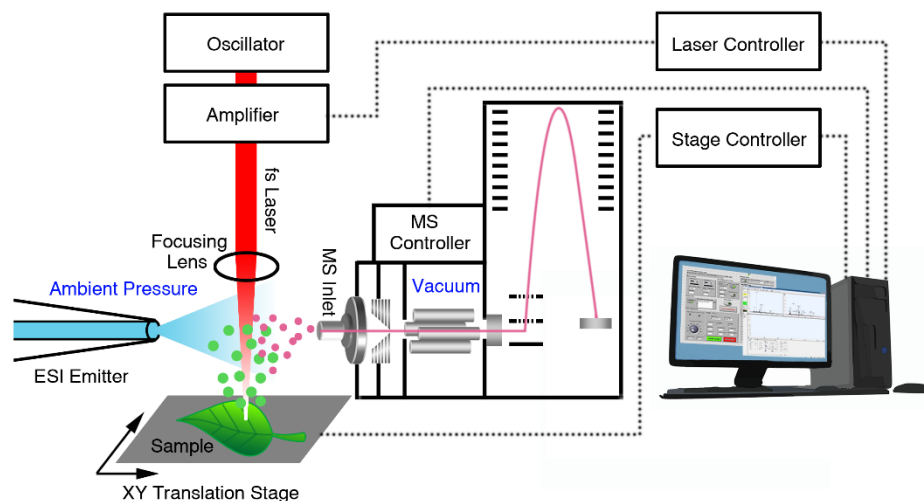 Oscillator
Laser Controller
Amplifier
Stage Controller
fs Laser
MS
Controller
Focusing
Lens
MS Inlet
Vacuum
Ambient Pressure
ESI Emitter
Sample
XY Translation Stage